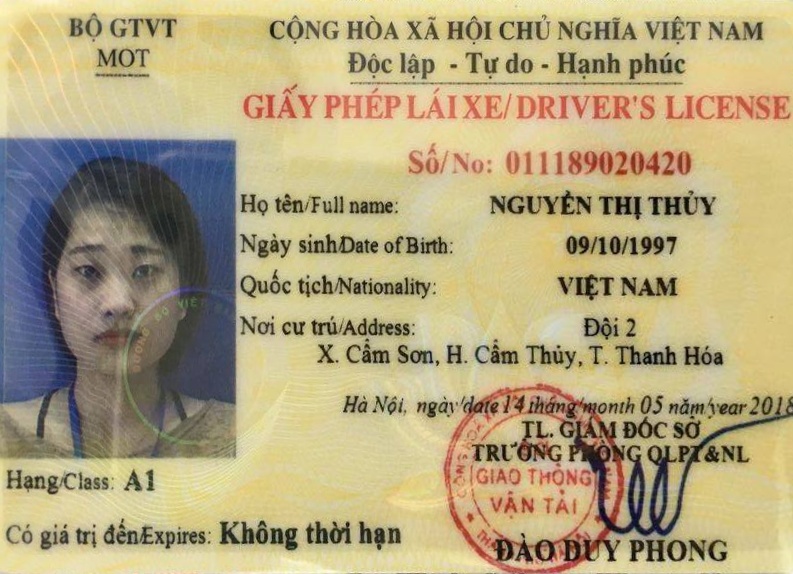 BỘ GTVT
MOT
CỘNG HÒA XÃ HỘI CHỦ NGHĨA VIỆT NAM
Độc lập - Tự do - Hạnh phúc
GIẤY PHÉP LÁI XE/DRIVER'S LICENSE
Số/No: 011189020420
Họ tên/Full name: NGUYỄN THỊ THỦY
Ngày sinh/Date of Birth: 09/10/1997
Quốc tịch/Nationality: VIỆT NAM
Nơi cư trú/Address: Đội 2
X. Cẩm Sơn, H. Cẩm Thủy, T. Thanh Hóa
Hà Nội, ngày/date 14 tháng/month 05 năm/year 2018
TL. GIÁM ĐỐC SỞ
TRƯỞNG PHÒNG QLPT&NL
GIAO THÔNG
VẬN TẢI
ĐÀO DUY PHONG
Hạng/Class: A1
Có giá trị đến/Expires: Không thời hạn